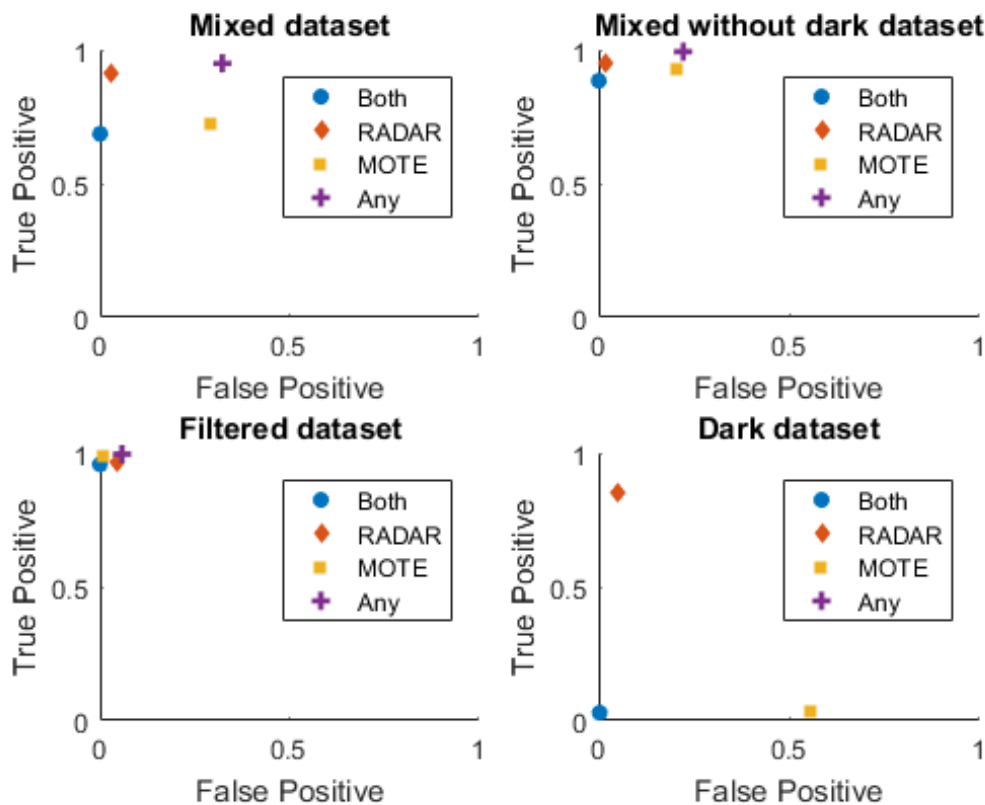 Mixed dataset
1
0.5
0
True Positive
0
0.5
1
False Positive
Both
RADAR
MOTE
Any
Mixed without dark dataset
1
0.5
0
True Positive
0
0.5
1
False Positive
Both
RADAR
MOTE
Any
Filtered dataset
1
0.5
0
True Positive
0
0.5
1
False Positive
Both
RADAR
MOTE
Any
Dark dataset
1
0.5
0
True Positive
0
0.5
1
False Positive
Both
RADAR
MOTE
Any